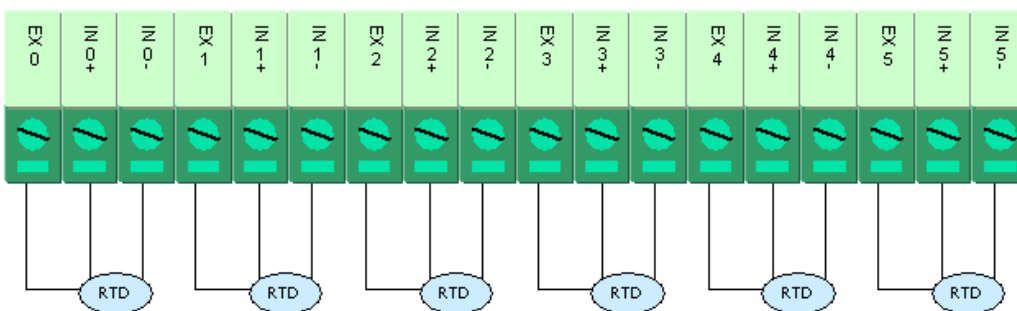 EX 0
IN 0+
IN 0-
EX 1
IN 1+
IN 1-
EX 2
IN 2+
IN 2-
EX 3
IN 3+
IN 3-
EX 4
IN 4+
IN 4-
EX 5
IN 5+
IN 5-
RTD
RTD
RTD
RTD
RTD
RTD